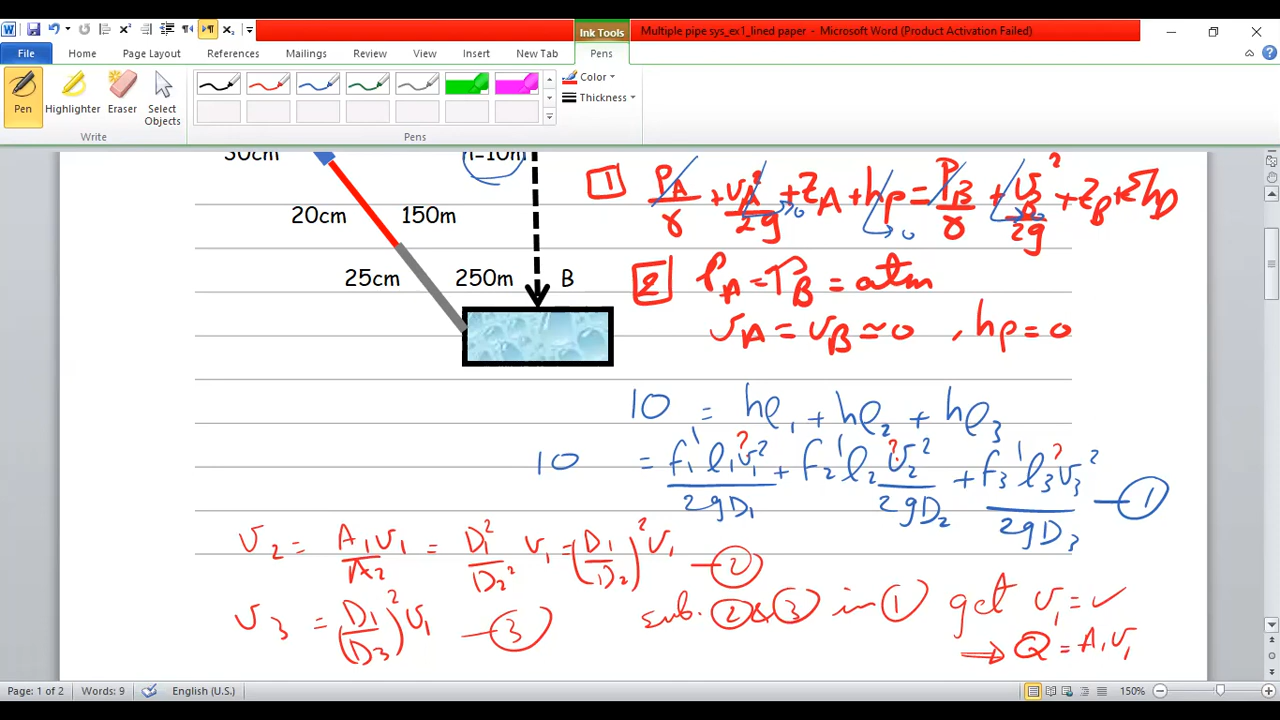 Ink Tools
Multiple pipe sys_ex1_lined paper - Microsoft Word (Product Activation Failed)
File Home Page Layout References Mailings Review View Insert New Tab Pens
Pen Highlighter Eraser Select Objects
Color
Thickness
Write
Pens
30cm
h=10m
20cm 150m
25cm 250m B
1 PA/γ + VA²/2g + ZA + hp = PB/γ + VB²/2g + ZB + Σhl
→0 →0
2 PA = PB = atm
VA = VB ≃ 0 , hp = 0
10 = hl1 + hl2 + hl3
10 = f1 l1 v1²/2gD1 + f2 l2 v2²/2gD2 + f3 l3 v3²/2gD3 — 1
V2 = A1V1/A2 = D1²/D2² V1 = (D1/D2)² V1 — 2
V3 = (D1/D3)² V1 — 3
sub. 2 & 3 in 1 get V1 = ✓
⇒ Q = A1V1
Page: 1 of 2 Words: 9 English (U.S.) 150%